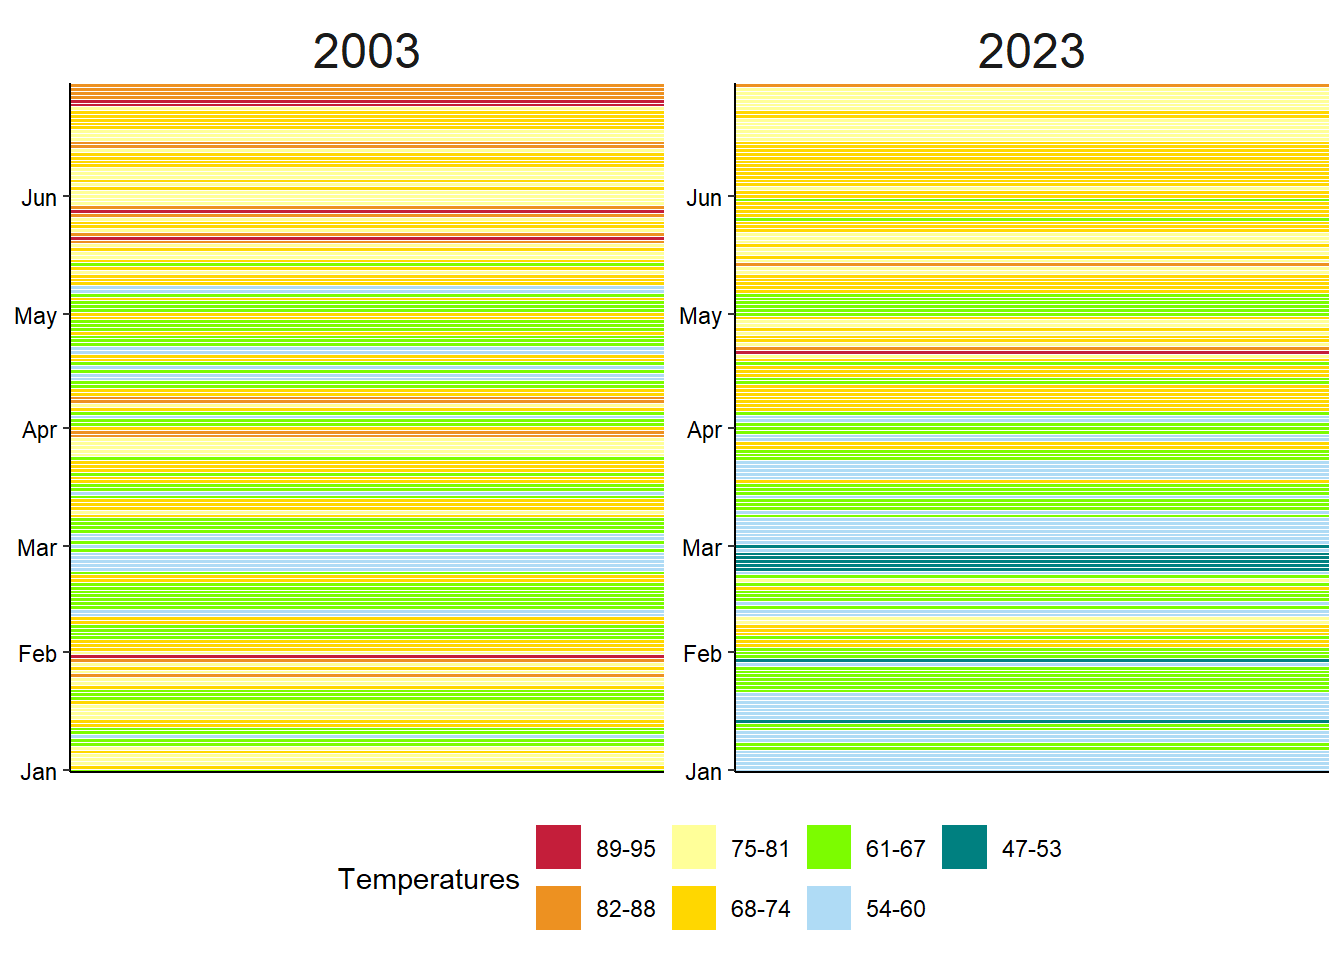 2003
2023
Jun
May
Apr
Mar
Feb
Jan
Jun
May
Apr
Mar
Feb
Jan
Temperatures
89-95
75-81
61-67
47-53
82-88
68-74
54-60